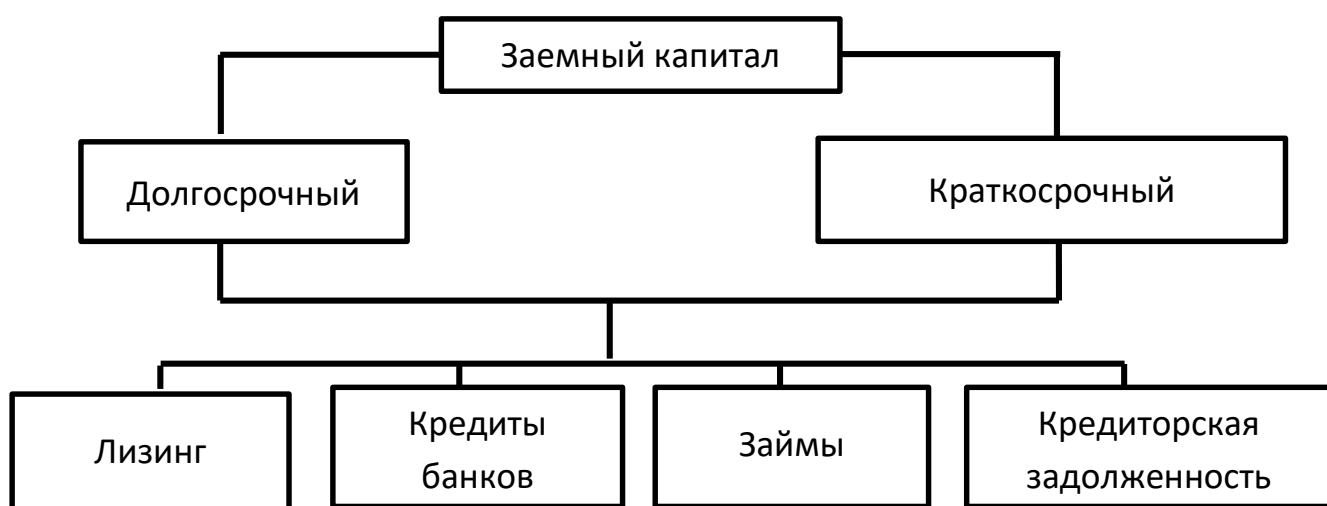 Заемный капитал
Долгосрочный
Краткосрочный
Лизинг
Кредиты
банков
Займы
Кредиторская
задолженность